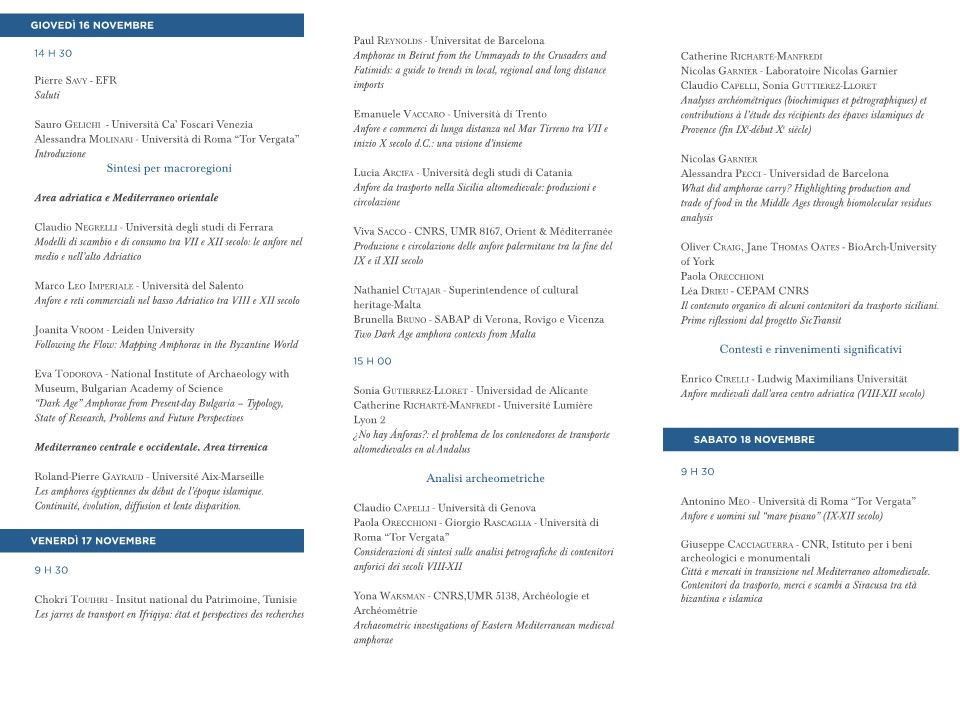 GIOVEDÌ 16 NOVEMBRE
14 H 30
Pierre Savy - EFR
Saluti
Sauro Gelichi - Università Ca' Foscari Venezia
Alessandra Molinari - Università di Roma "Tor Vergata"
Introduzione
Sintesi per macroregioni
Area adriatica e Mediterraneo orientale
Claudio Negrelli - Università degli studi di Ferrara
Modelli di scambio e di consumo tra VII e XII secolo: le anfore nel
medio e nell'alto Adriatico
Marco Leo Imperiale - Università del Salento
Anfore e reti commerciali nel basso Adriatico tra VIII e XII secolo
Joanita Vroom - Leiden University
Following the Flow: Mapping Amphorae in the Byzantine World
Eva Todorova - National Institute of Archaeology with
Museum, Bulgarian Academy of Science
"Dark Age" Amphorae from Present-day Bulgaria – Typology,
State of Research, Problems and Future Perspectives
Mediterraneo centrale e occidentale. Area tirrenica
Roland-Pierre Gayraud - Université Aix-Marseille
Les amphores égyptiennes du début de l'époque islamique.
Continuité, évolution, diffusion et lente disparition.
VENERDÌ 17 NOVEMBRE
9 H 30
Chokri Touihri - Insitut national du Patrimoine, Tunisie
Les jarres de transport en Ifriqiya: état et perspectives des recherches
Paul Reynolds - Universitat de Barcelona
Amphorae in Beirut from the Ummayads to the Crusaders and
Fatimids: a guide to trends in local, regional and long distance
imports
Emanuele Vaccaro - Università di Trento
Anfore e commerci di lunga distanza nel Mar Tirreno tra VII e
inizio X secolo d.C.: una visione d'insieme
Lucia Arcifa - Università degli studi di Catania
Anfore da trasporto nella Sicilia altomedievale: produzioni e
circolazione
Viva Sacco - CNRS, UMR 8167, Orient & Méditerranée
Produzione e circolazione delle anfore palermitane tra la fine del
IX e il XII secolo
Nathaniel Cutajar - Superintendence of cultural
heritage-Malta
Brunella Bruno - SABAP di Verona, Rovigo e Vicenza
Two Dark Age amphora contexts from Malta
15 H 00
Sonia Gutierrez-Lloret - Universidad de Alicante
Catherine Richarté-Manfredi - Université Lumière
Lyon 2
¿No hay Ánforas?: el problema de los contenedores de transporte
altomedievales en al-Andalus
Analisi archeometriche
Claudio Capelli - Università di Genova
Paola Orecchioni - Giorgio Rascaglia - Università di
Roma "Tor Vergata"
Considerazioni di sintesi sulle analisi petrografiche di contenitori
anforici dei secoli VIII-XII
Yona Waksman - CNRS,UMR 5138, Archéologie et
Archéométrie
Archaeometric investigations of Eastern Mediterranean medieval
amphorae
Catherine Richarté-Manfredi
Nicolas Garnier - Laboratoire Nicolas Garnier
Claudio Capelli, Sonia Guttierez-Lloret
Analyses archéométriques (biochimiques et pétrographiques) et
contributions à l'étude des récipients des épaves islamiques de
Provence (fin IXᵉ-début Xᵉ siècle)
Nicolas Garnier
Alessandra Pecci - Universidad de Barcelona
What did amphorae carry? Highlighting production and
trade of food in the Middle Ages through biomolecular residues
analysis
Oliver Craig, Jane Thomas Oates - BioArch-University
of York
Paola Orecchioni
Léa Drieu - CEPAM CNRS
Il contenuto organico di alcuni contenitori da trasporto siciliani.
Prime riflessioni dal progetto SicTransit
Contesti e rinvenimenti significativi
Enrico Cirelli - Ludwig Maximilians Universität
Anfore medievali dall'area centro adriatica (VIII-XII secolo)
SABATO 18 NOVEMBRE
9 H 30
Antonino Meo - Università di Roma "Tor Vergata"
Anfore e uomini sul "mare pisano" (IX-XII secolo)
Giuseppe Cacciaguerra - CNR, Istituto per i beni
archeologici e monumentali
Città e mercati in transizione nel Mediterraneo altomedievale.
Contenitori da trasporto, merci e scambi a Siracusa tra età
bizantina e islamica